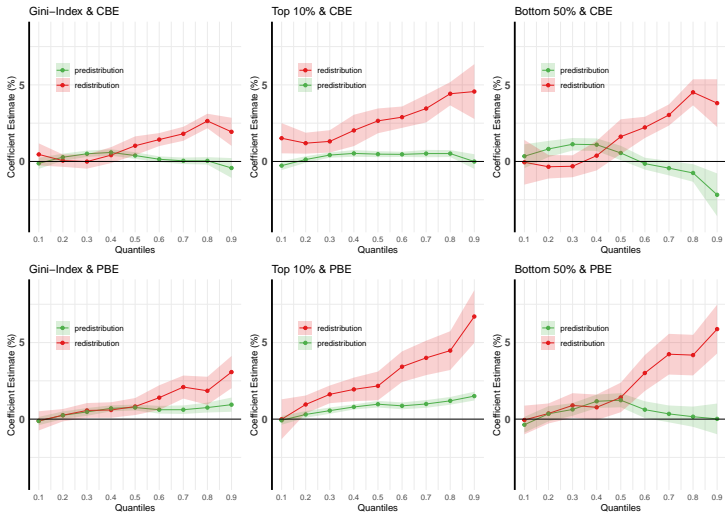 Gini−Index & CBE
Coefficient Estimate (%)
5
0
predistribution
redistribution
0.1 0.2 0.3 0.4 0.5 0.6 0.7 0.8 0.9
Quantiles
Top 10% & CBE
Coefficient Estimate (%)
5
0
redistribution
predistribution
0.1 0.2 0.3 0.4 0.5 0.6 0.7 0.8 0.9
Quantiles
Bottom 50% & CBE
Coefficient Estimate (%)
5
0
predistribution
redistribution
0.1 0.2 0.3 0.4 0.5 0.6 0.7 0.8 0.9
Quantiles
Gini−Index & PBE
Coefficient Estimate (%)
5
0
predistribution
redistribution
0.1 0.2 0.3 0.4 0.5 0.6 0.7 0.8 0.9
Quantiles
Top 10% & PBE
Coefficient Estimate (%)
5
0
redistribution
predistribution
0.1 0.2 0.3 0.4 0.5 0.6 0.7 0.8 0.9
Quantiles
Bottom 50% & PBE
Coefficient Estimate (%)
5
0
predistribution
redistribution
0.1 0.2 0.3 0.4 0.5 0.6 0.7 0.8 0.9
Quantiles